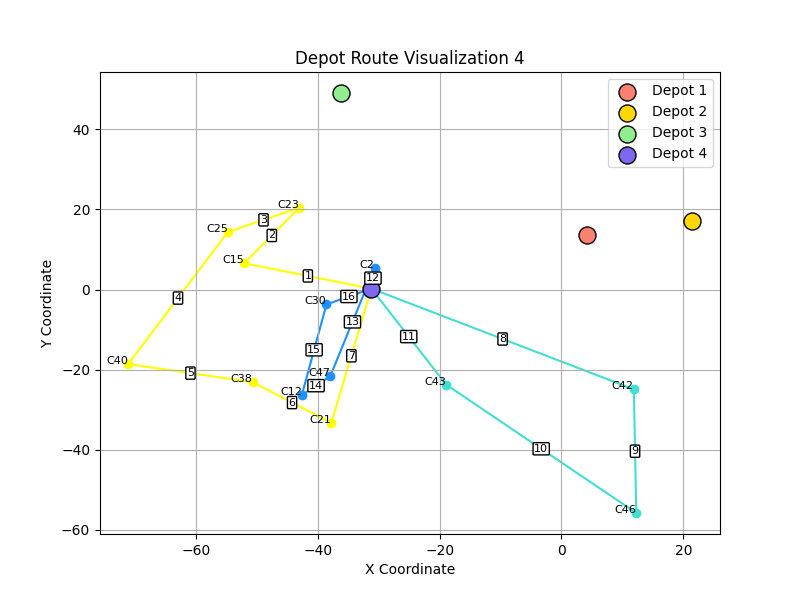 Depot Route Visualization 4
Depot 1
Depot 2
Depot 3
Depot 4
Y Coordinate
40
20
0
−20
−40
−60
C23
C25
3
2
C15
C2
1
12
4
C30
16
13
11
8
15
7
C40
5
C38
C47
14
C12
6
C21
C43
C42
10
9
C46
−60
−40
−20
0
20
X Coordinate